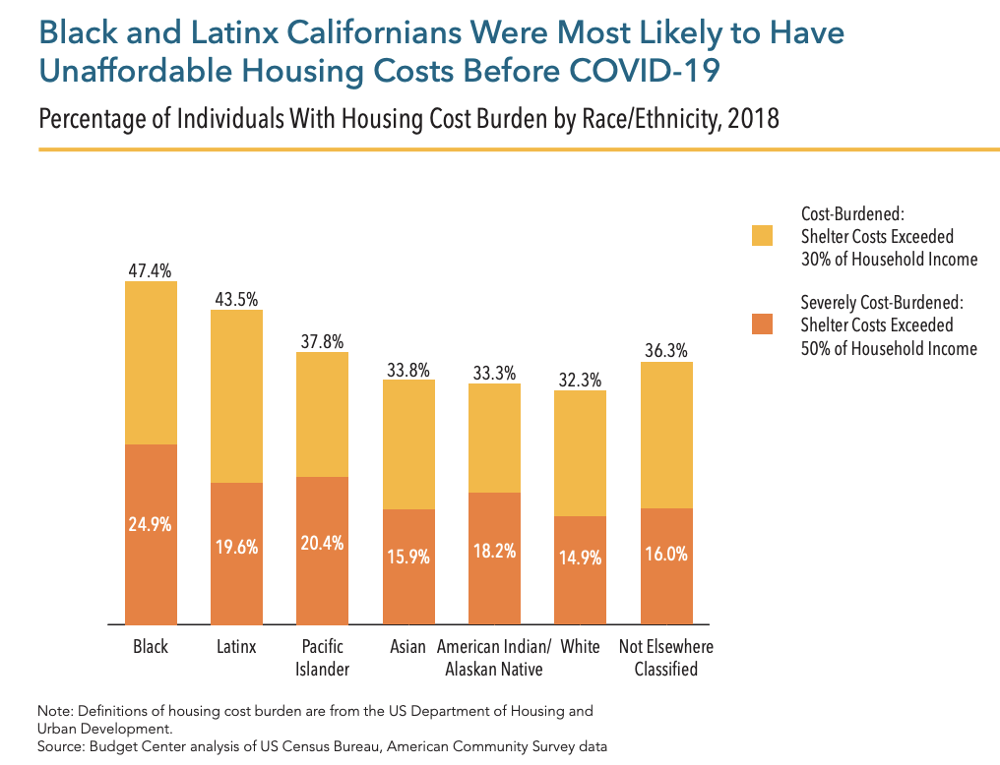 Black and Latinx Californians Were Most Likely to Have
Unaffordable Housing Costs Before COVID-19
Percentage of Individuals With Housing Cost Burden by Race/Ethnicity, 2018
Cost-Burdened:
Shelter Costs Exceeded
30% of Household Income
Severely Cost-Burdened:
Shelter Costs Exceeded
50% of Household Income
47.4%
43.5%
37.8%
33.8%
33.3%
32.3%
36.3%
24.9%
19.6%
20.4%
15.9%
18.2%
14.9%
16.0%
Black
Latinx
Pacific
Islander
Asian
American Indian/
Alaskan Native
White
Not Elsewhere
Classified
Note: Definitions of housing cost burden are from the US Department of Housing and
Urban Development.
Source: Budget Center analysis of US Census Bureau, American Community Survey data